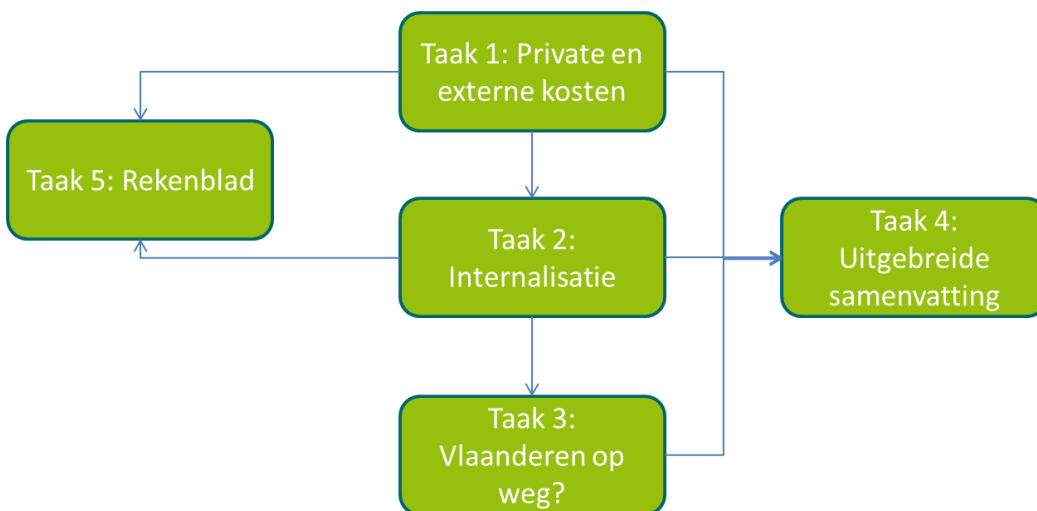 Taak 1: Private en
externe kosten
Taak 5: Rekenblad
Taak 2:
Internalisatie
Taak 4:
Uitgebreide
samenvatting
Taak 3:
Vlaanderen op
weg?